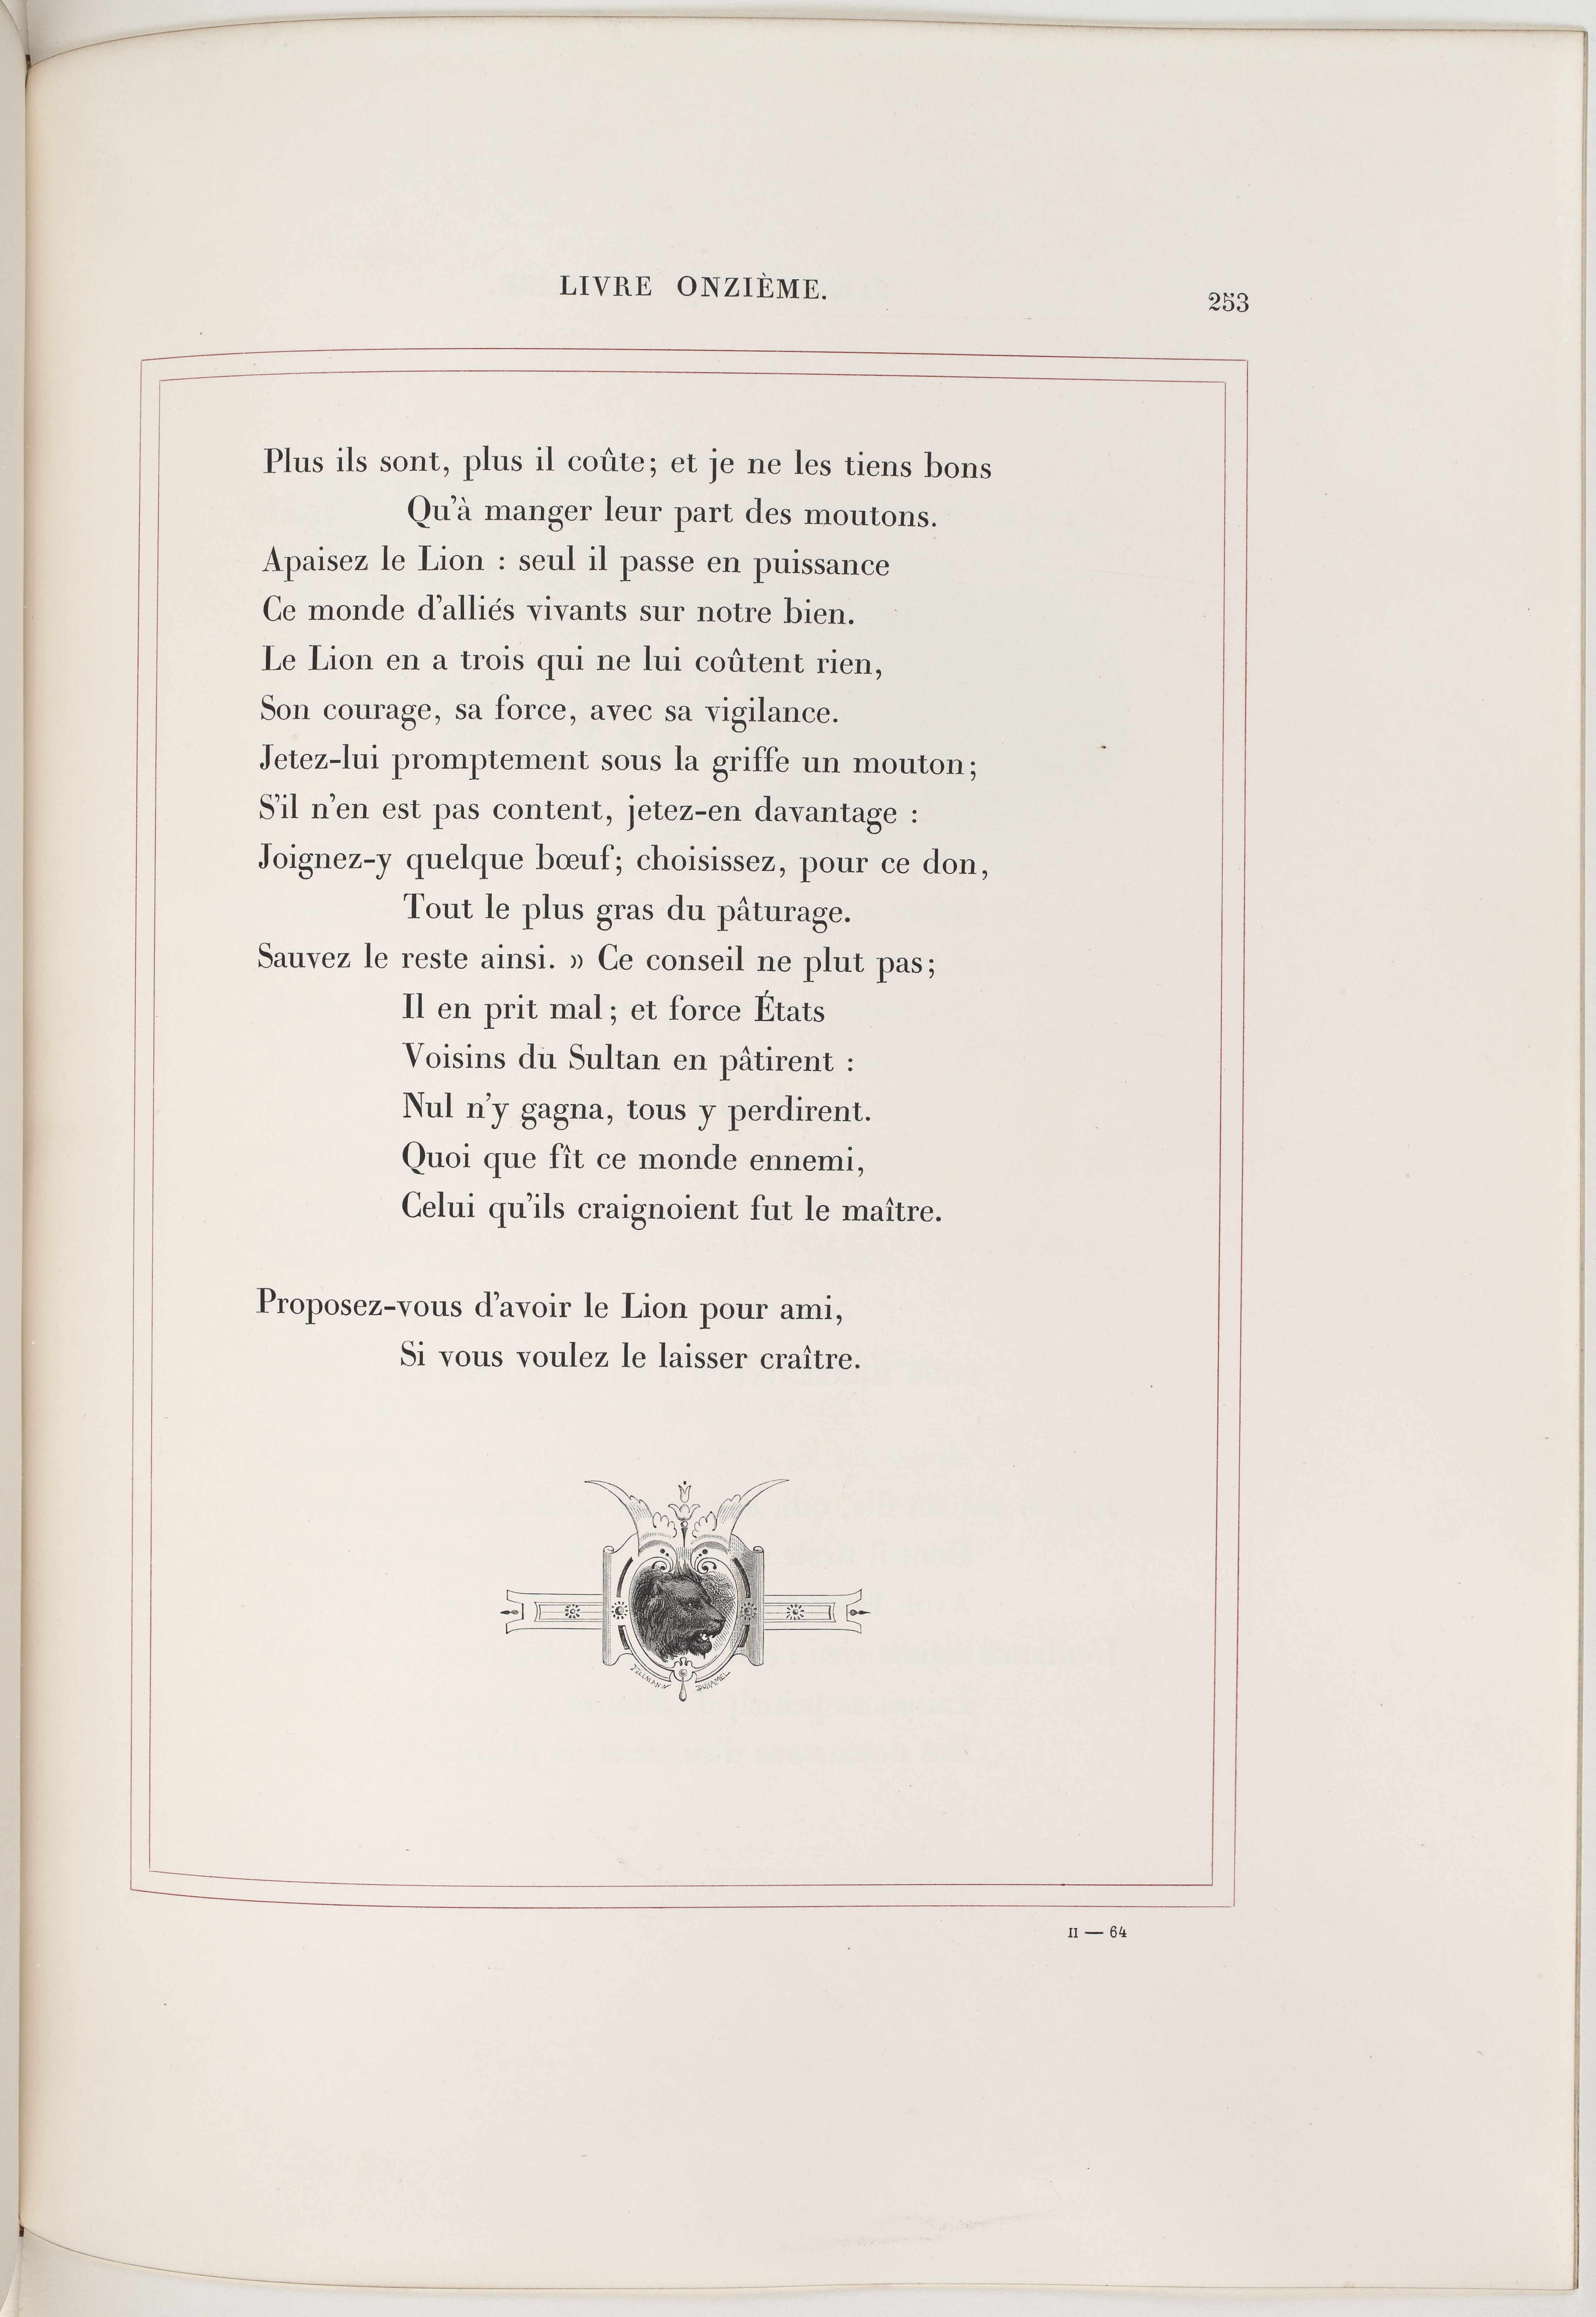 LIVRE ONZIÈME.
253
Plus ils sont, plus il coûte; et je ne les tiens bons
Qu'à manger leur part des moutons.
Apaisez le Lion : seul il passe en puissance
Ce monde d'alliés vivants sur notre bien.
Le Lion en a trois qui ne lui coûtent rien,
Son courage, sa force, avec sa vigilance.
Jetez-lui promptement sous la griffe un mouton;
S'il n'en est pas content, jetez-en davantage :
Joignez-y quelque bœuf; choisissez, pour ce don,
Tout le plus gras du pâturage.
Sauvez le reste ainsi. » Ce conseil ne plut pas;
Il en prit mal; et force États
Voisins du Sultan en pâtirent :
Nul n'y gagna, tous y perdirent.
Quoi que fît ce monde ennemi,
Celui qu'ils craignoient fut le maître.
Proposez-vous d'avoir le Lion pour ami,
Si vous voulez le laisser craître.
DUHAMEL
II — 64